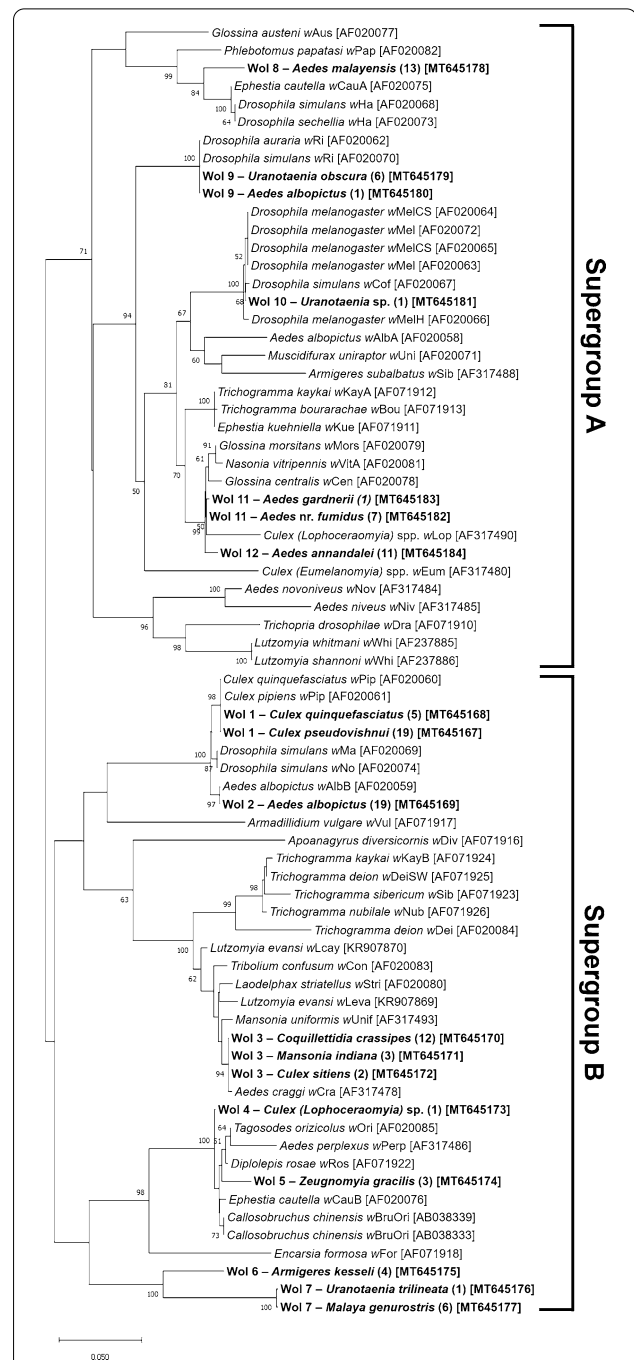 Glossina austeni wAus [AF020077]
Phlebotomus papatasi wPap [AF020082]
99
Wol 8 – Aedes malayensis (13) [MT645178]
84
Ephestia cautella wCauA [AF020075]
100
Drosophila simulans wHa [AF020068]
64
Drosophila sechellia wHa [AF020073]
Drosophila auraria wRi [AF020062]
100
Drosophila simulans wRi [AF020070]
Wol 9 – Uranotaenia obscura (6) [MT645179]
Wol 9 – Aedes albopictus (1) [MT645180]
Drosophila melanogaster wMelCS [AF020064]
Drosophila melanogaster wMel [AF020072]
71
Drosophila melanogaster wMelCS [AF020065]
52
Drosophila melanogaster wMel [AF020063]
100
Drosophila simulans wCof [AF020067]
68
Wol 10 – Uranotaenia sp. (1) [MT645181]
94
67
Drosophila melanogaster wMelH [AF020066]
Aedes albopictus wAlbA [AF020058]
60
Muscidifurax uniraptor wUni [AF020071]
Armigeres subalbatus wSib [AF317488]
81
Trichogramma kaykai wKayA [AF071912]
100
Trichogramma bourarachae wBou [AF071913]
Ephestia kuehniella wKue [AF071911]
91
Glossina morsitans wMors [AF020079]
61
Nasonia vitripennis wVitA [AF020081]
70
50
Glossina centralis wCen [AF020078]
Wol 11 – Aedes gardnerii (1) [MT645183]
Wol 11 – Aedes nr. fumidus (7) [MT645182]
50
99
Culex (Lophoceraomyia) spp. wLop [AF317490]
Wol 12 – Aedes annandalei (11) [MT645184]
Culex (Eumelanomyia) spp. wEum [AF317480]
100
Aedes novoniveus wNov [AF317484]
Aedes niveus wNiv [AF317485]
96
Trichopria drosophilae wDra [AF071910]
98
Lutzomyia whitmani wWhi [AF237885]
100
Lutzomyia shannoni wWhi [AF237886]
Supergroup A
Culex quinquefasciatus wPip [AF020060]
98
Culex pipiens wPip [AF020061]
Wol 1 – Culex quinquefasciatus (5) [MT645168]
Wol 1 – Culex pseudovishnui (19) [MT645167]
100
Drosophila simulans wMa [AF020069]
87
Drosophila simulans wNo [AF020074]
Aedes albopictus wAlbB [AF020059]
97
Wol 2 – Aedes albopictus (19) [MT645169]
Armadillidium vulgare wVul [AF071917]
Apoanagyrus diversicornis wDiv [AF071916]
Trichogramma kaykai wKayB [AF071924]
Trichogramma deion wDeiSW [AF071925]
98
63
Trichogramma sibericum wSib [AF071923]
99
Trichogramma nubilale wNub [AF071926]
Trichogramma deion wDei [AF020084]
100
Lutzomyia evansi wLcay [KR907870]
Tribolium confusum wCon [AF020083]
62
Laodelphax striatellus wStri [AF020080]
Lutzomyia evansi wLeva [KR907869]
Mansonia uniformis wUnif [AF317493]
Wol 3 – Coquillettidia crassipes (12) [MT645170]
Wol 3 – Mansonia indiana (3) [MT645171]
Wol 3 – Culex sitiens (2) [MT645172]
94
Aedes craggi wCra [AF317478]
Wol 4 – Culex (Lophoceraomyia) sp. (1) [MT645173]
64
Tagosodes orizicolus wOri [AF020085]
100
51
Aedes perplexus wPerp [AF317486]
Diplolepis rosae wRos [AF071922]
Wol 5 – Zeugnomyia gracilis (3) [MT645174]
98
Ephestia cautella wCauB [AF020076]
Callosobruchus chinensis wBruOri [AB038339]
73
Callosobruchus chinensis wBruOri [AB038333]
Encarsia formosa wFor [AF071918]
Wol 6 – Armigeres kesseli (4) [MT645175]
100
Wol 7 – Uranotaenia trilineata (1) [MT645176]
100
Wol 7 – Malaya genurostris (6) [MT645177]
Supergroup B
0.050